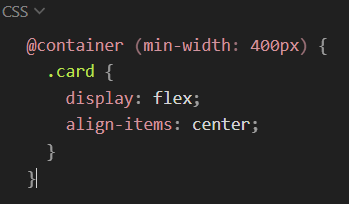 CSS
@container (min-width: 400px) {
  .card {
    display: flex;
    align-items: center;
  }
}